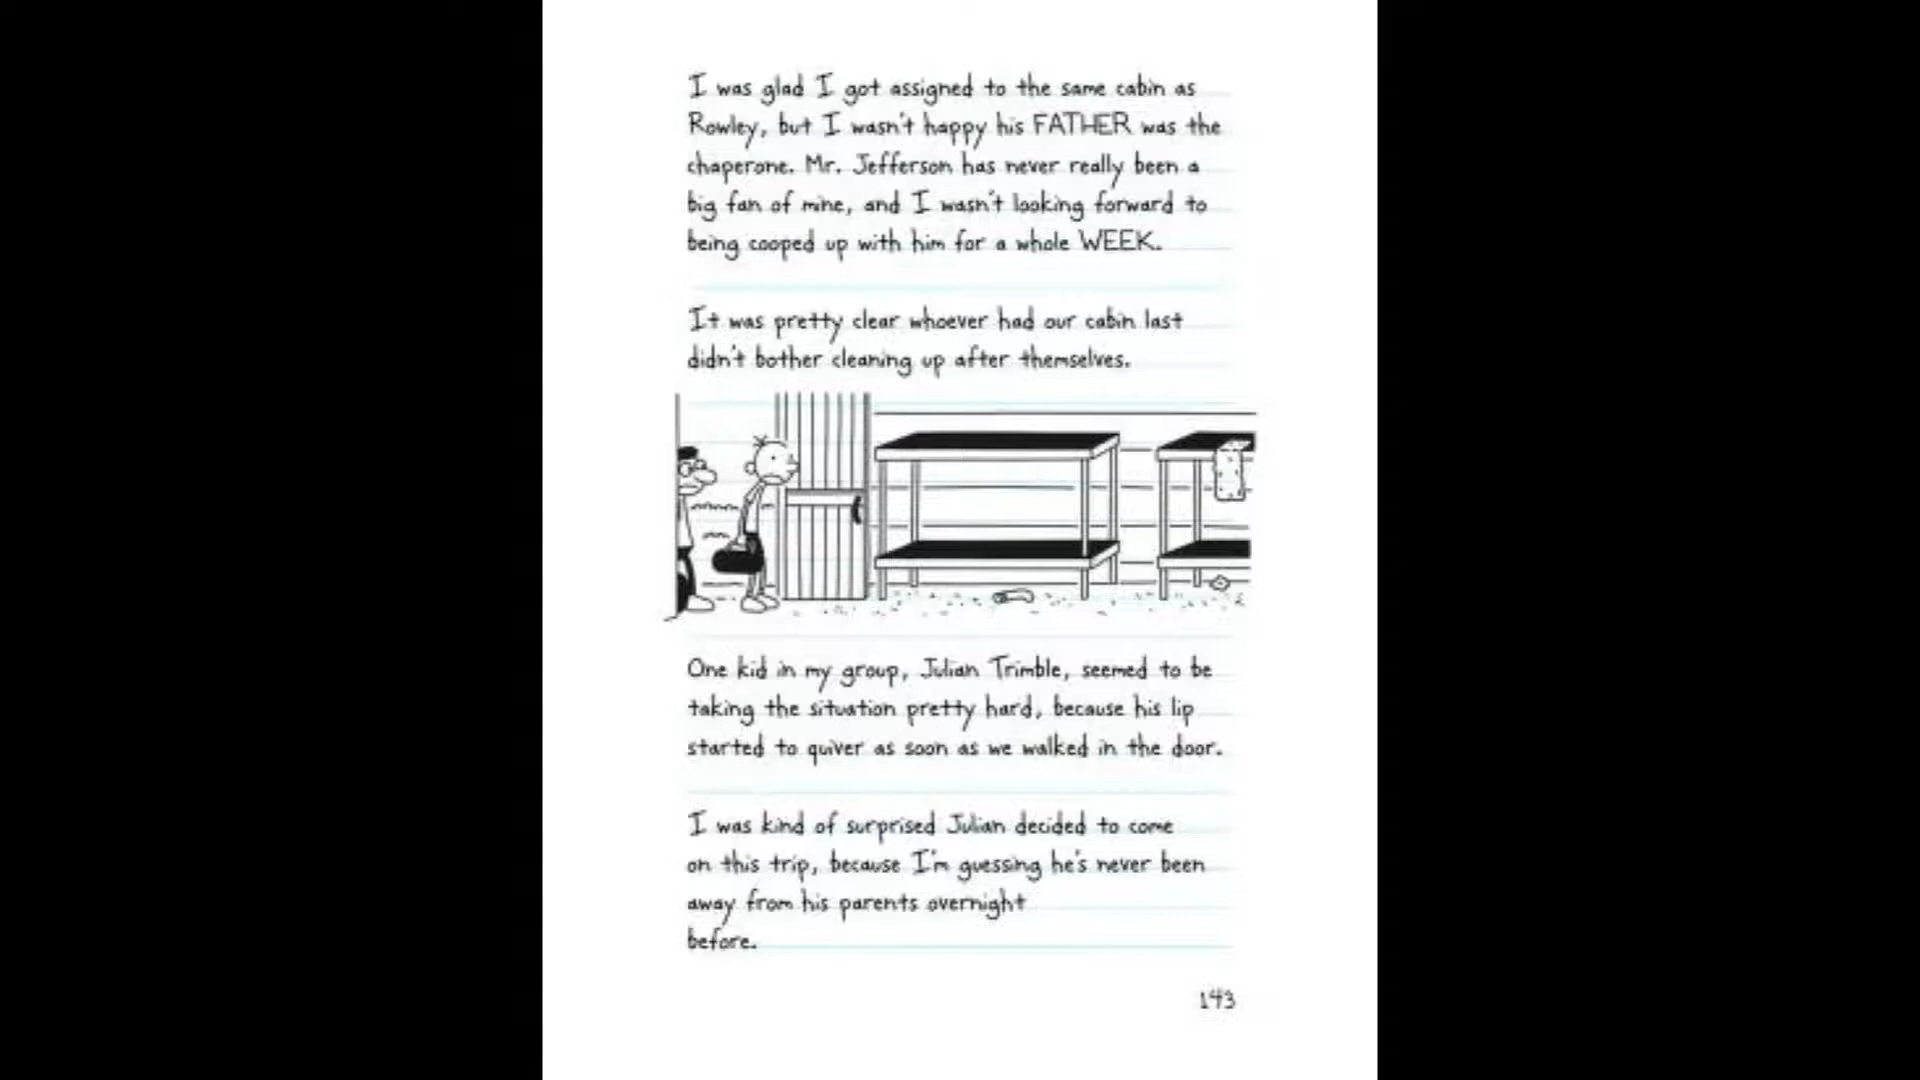 I was glad I got assigned to the same cabin as
Rowley, but I wasn't happy his FATHER was the
chaperone. Mr. Jefferson has never really been a
big fan of mine, and I wasn't looking forward to
being cooped up with him for a whole WEEK.
It was pretty clear whoever had our cabin last
didn't bother cleaning up after themselves.
One kid in my group, Julian Trimble, seemed to be
taking the situation pretty hard, because his lip
started to quiver as soon as we walked in the door.
I was kind of surprised Julian decided to come
on this trip, because I'm guessing he's never been
away from his parents overnight
before.
143